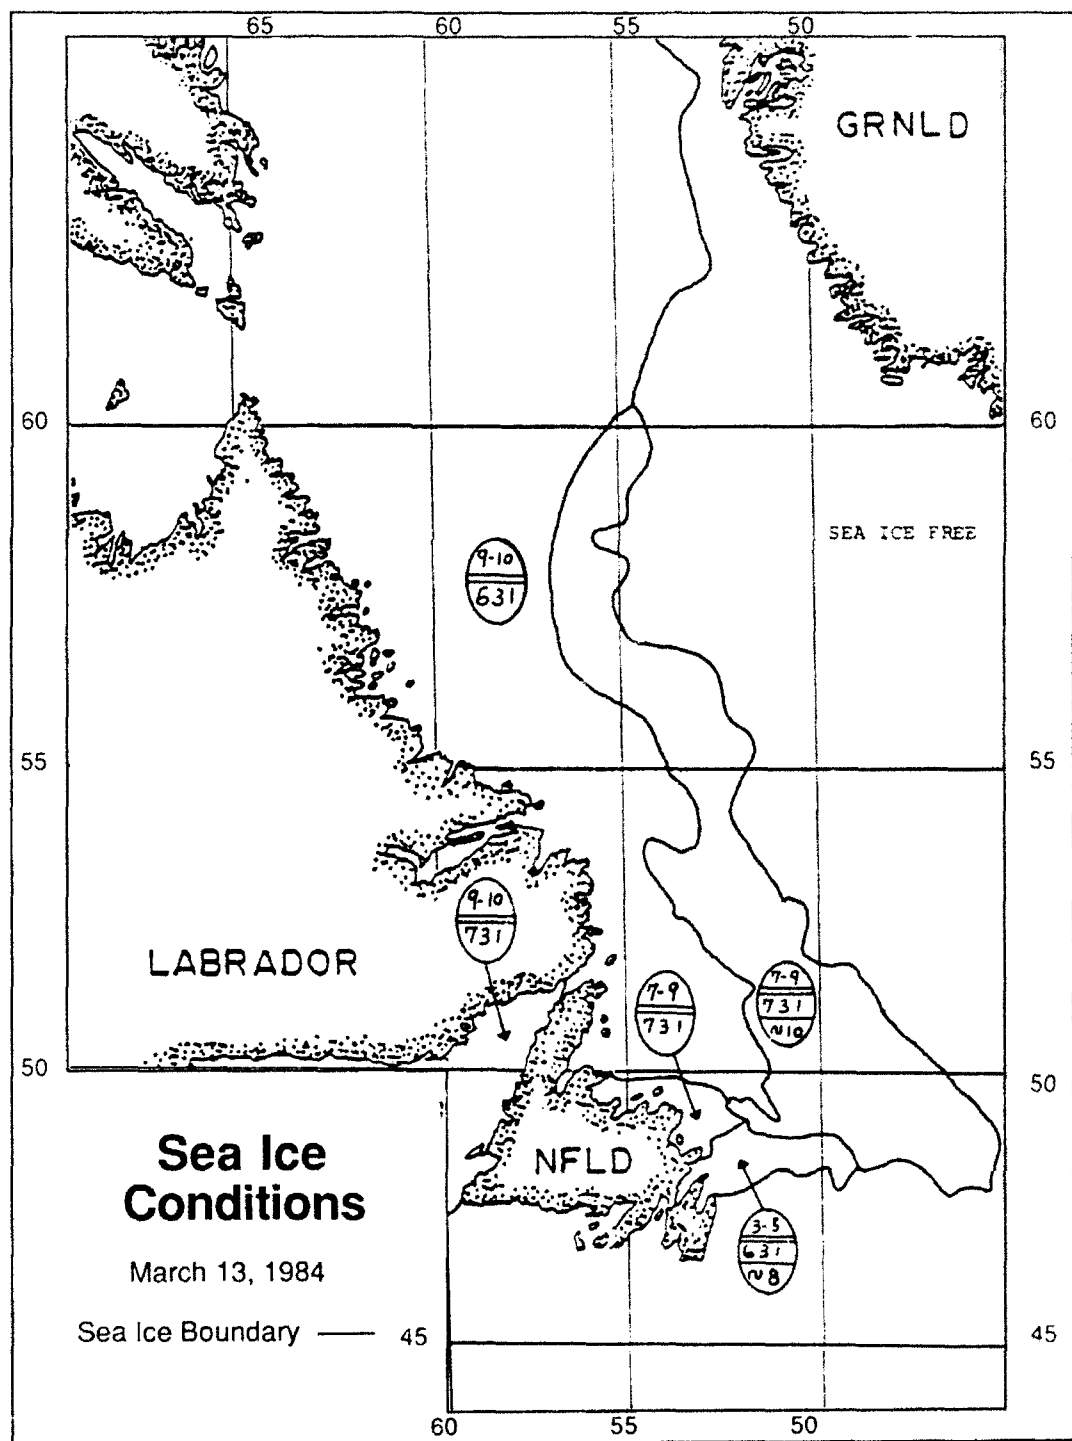 65 60 55 50
GRNLD
60 60
SEA ICE FREE
9-10
631
55 55
9-10
731
LABRADOR
7-9
731
7-9
731
~10
50 50
Sea Ice
Conditions
NFLD
March 13, 1984
3-5
631
~8
Sea Ice Boundary — 45 45
60 55 50